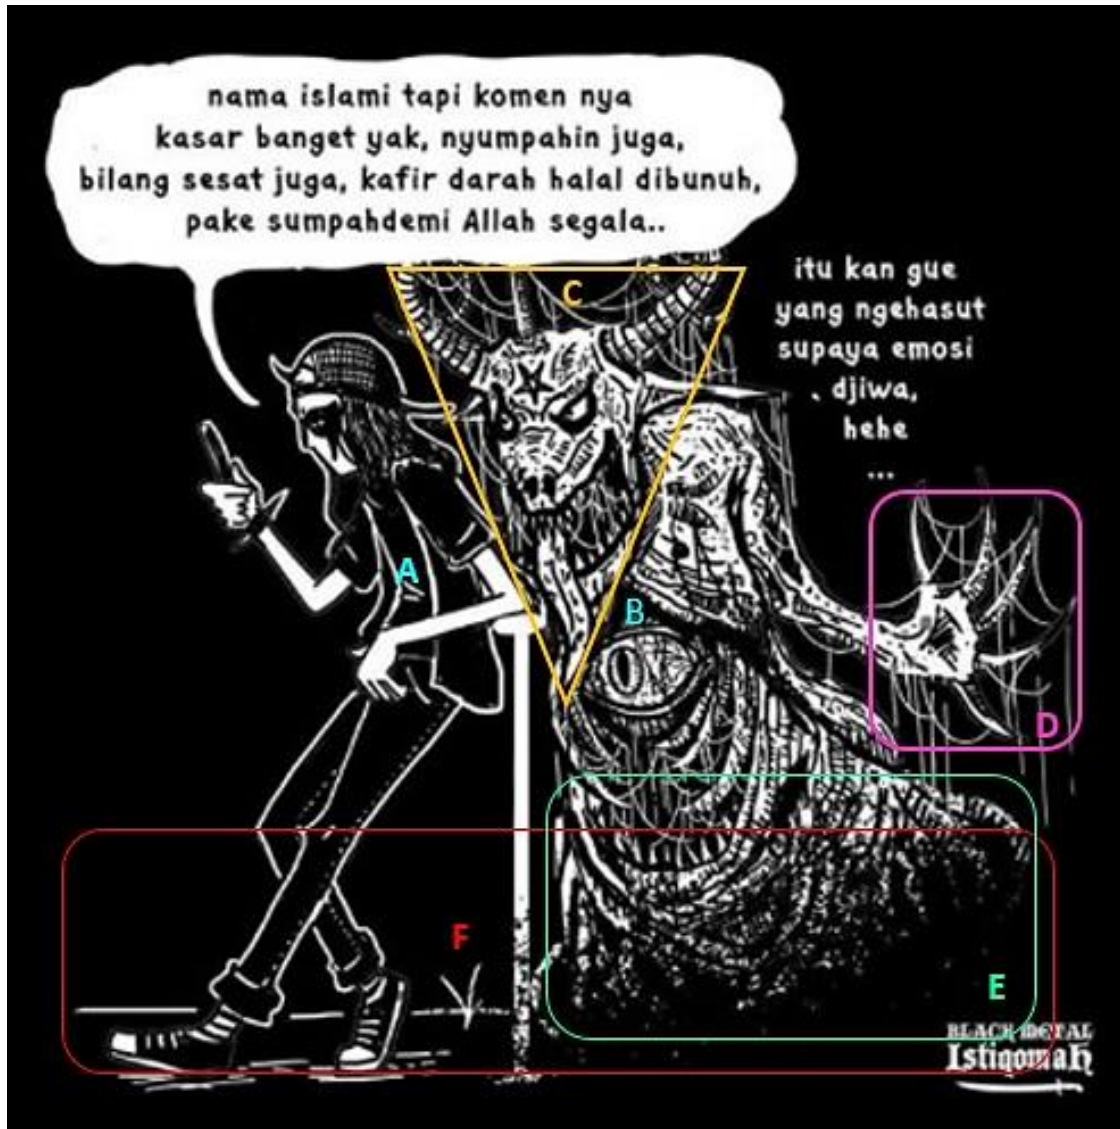 nama islami tapi komen nya
kasar banget yak, nyumpahin juga,
bilang sesat juga, kafir darah halal dibunuh,
pake sumpahdemi Allah segala..
itu kan gue
yang ngehasut
supaya emosi
djiwa,
hehe
...
C
A
B
D
F
E
BLACK METAL
Istiqomah